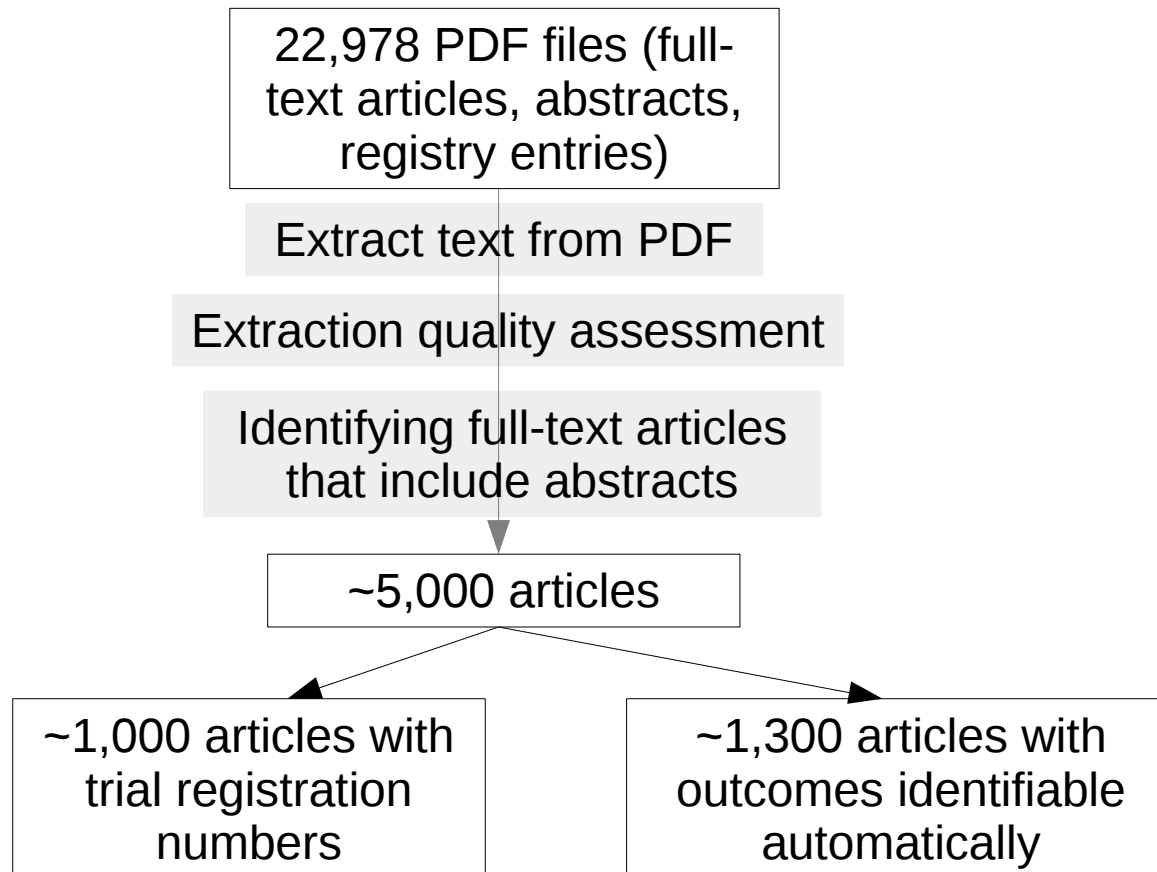 22,978 PDF files (full-
text articles, abstracts,
registry entries)
Extract text from PDF
Extraction quality assessment
Identifying full-text articles
that include abstracts
~5,000 articles
~1,000 articles with
trial registration
numbers
~1,300 articles with
outcomes identifiable
automatically